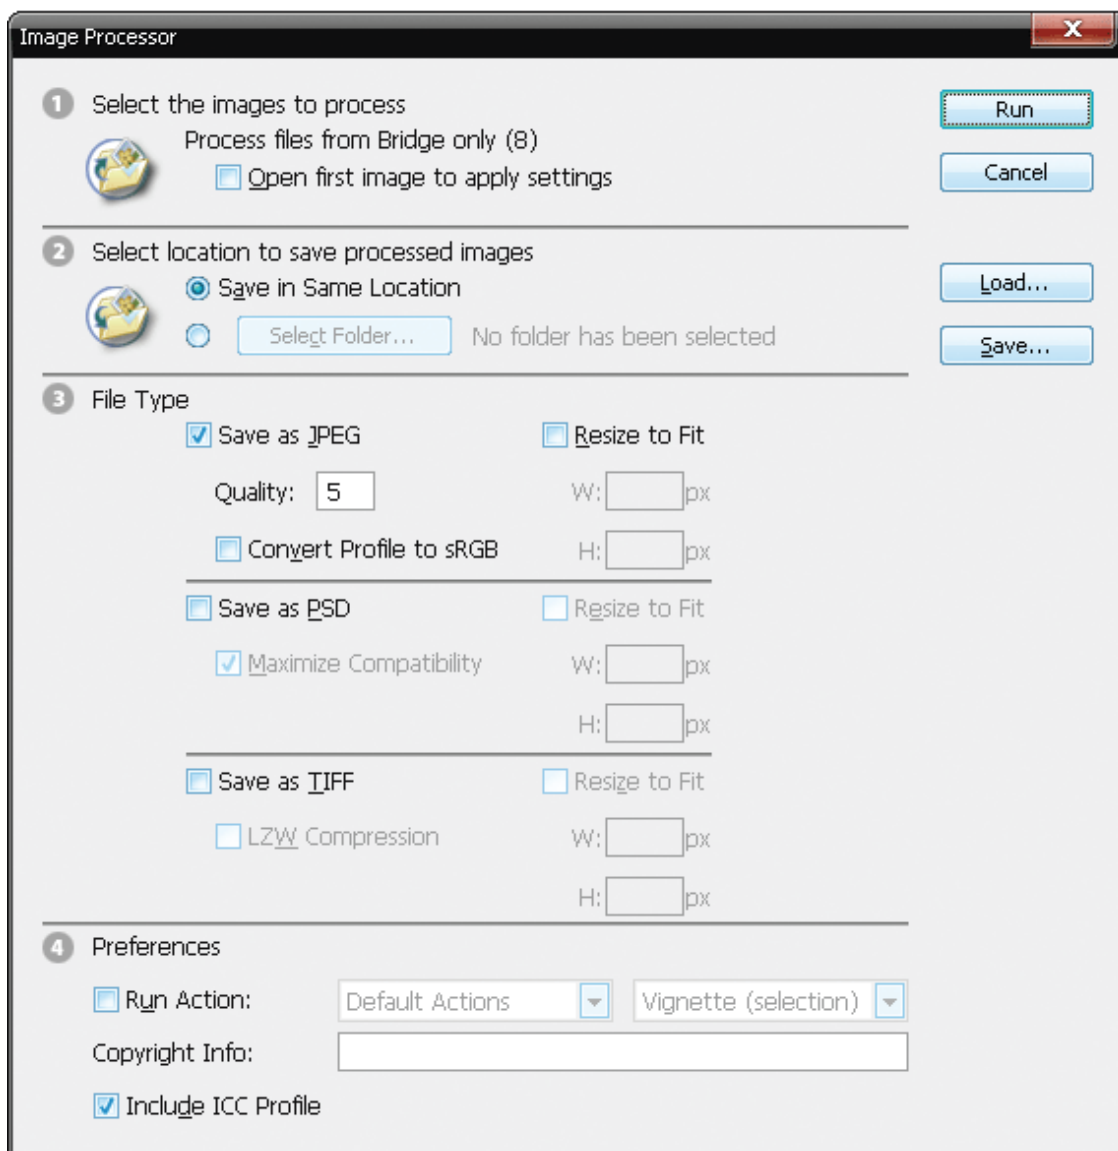 Image Processor
x
1 Select the images to process
Run
Process files from Bridge only (8)
Open first image to apply settings
Cancel
2 Select location to save processed images
Save in Same Location
Load...
Select Folder... No folder has been selected
Save...
3 File Type
Save as JPEG Resize to Fit
Quality: 5 W: px
Convert Profile to sRGB H: px
Save as PSD Resize to Fit
Maximize Compatibility W: px
H: px
Save as TIFF Resize to Fit
LZW Compression W: px
H: px
4 Preferences
Run Action: Default Actions Vignette (selection)
Copyright Info:
Include ICC Profile